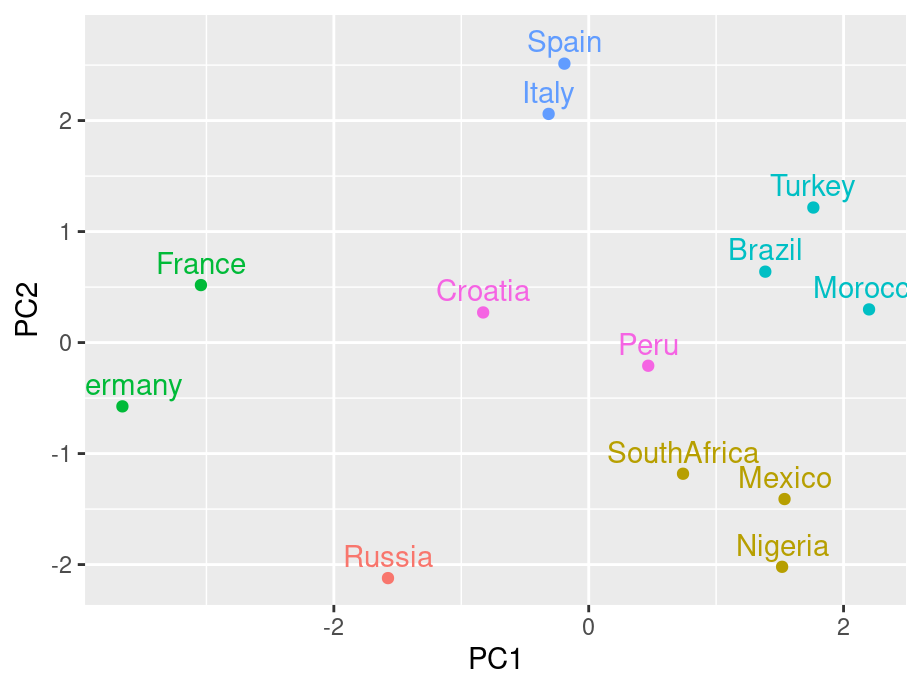 Spain
Italy
2
Turkey
1
Brazil
France
Morocc
Croatia
PC2
0
Peru
ermany
-1
SouthAfrica
Mexico
Nigeria
Russia
-2
-2
0
2
PC1